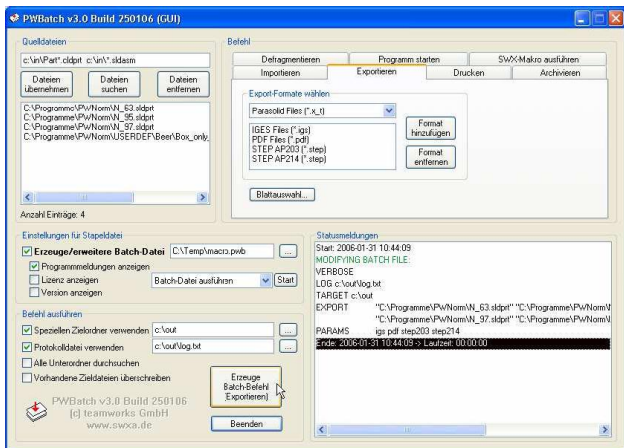 PWBatch v3.0 Build 250106 (GUI)
Quelldateien
c:\in\Part*.cldprt c:\in\*.sldasm
Dateien übernehmen
Dateien suchen
Dateien entfernen
C:\Programme\PWNorm\N_63.sldprt
C:\Programme\PWNorm\N_95.sldprt
C:\Programme\PWNorm\N_97.sldprt
C:\Programme\PWNorm\USERDEF\Beer\Box_only_
Anzahl Einträge: 4
Befehl
Defragmentieren
Programm starten
SWX-Makro ausführen
Importieren
Exportieren
Drucken
Archivieren
Export-Formate wählen
Parasolid Files (*.x_t)
IGES Files (*.igs)
PDF Files (*.pdf)
STEP AP203 (*.step)
STEP AP214 (*.step)
Format hinzufügen
Format entfernen
Blattauswahl...
Einstellungen für Stapeldatei
Erzeuge/erweitere Batch-Datei
C:\Temp\macro.pwb
...
Programmmeldungen anzeigen
Lizenz anzeigen
Batch-Datei ausführen
Start
Version anzeigen
Befehl ausführen
Speziellen Zielordner verwenden
c:\out
...
Protokolldatei verwenden
c:\out\log.txt
...
Alle Unterordner durchsuchen
Vorhandene Zieldateien überschreiben
PWBatch v3.0 Build 250106
(c) teamworks GmbH
www.swxa.de
Erzeuge
Batch-Befehl
(Exportieren)
Beenden
Statusmeldungen
Start: 2006-01-31 10:44:09
MODIFYING BATCH FILE:
VERBOSE
LOG c:\out\log.txt
TARGET c:\out
EXPORT "C:\Programme\PWNorm\N_63.sldprt" "C:\Programme\PWNorm\
"C:\Programme\PWNorm\N_97.sldprt" "C:\Programme\PWNorm\
PARAMS igs pdf step203 step214
Ende: 2006-01-31 10:44:09 -> Laufzeit: 00:00:00